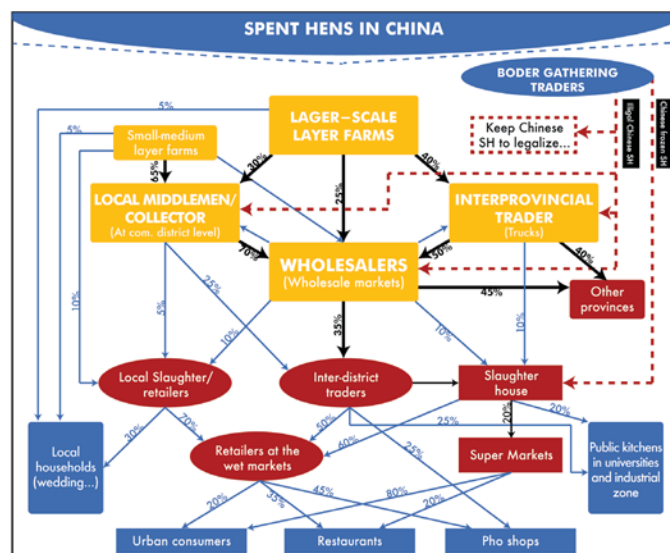 SPENT HENS IN CHINA
BODER GATHERING
TRADERS
Illegal Chinese SH
Chinese frozen SH
Keep Chinese
SH to legalize...
5%
LAGER–SCALE
LAYER FARMS
5%
Small-medium
layer farms
65%
30%
25%
40%
LOCAL MIDDLEMEN/
COLLECTOR
(At com. district level)
INTERPROVINCIAL
TRADER
(Trucks)
70%
50%
40%
WHOLESALERS
(Wholesale markets)
45%
Other
provinces
10%
5%
25%
10%
35%
10%
10%
Local Slaughter/
retailers
Inter-district
traders
Slaughter
house
30%
70%
50%
60%
25%
25%
20%
20%
Local
households
(wedding...)
Retailers at the
wet markets
Super Markets
Public kitchens
in universities
and industrial
zone
20%
35%
45%
80%
20%
Urban consumers
Restaurants
Pho shops